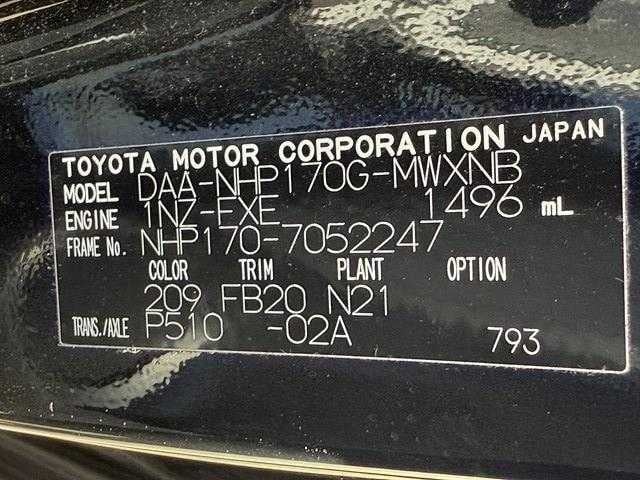 TOYOTA MOTOR CORPORATION JAPAN
MODEL DAA-NHP170G-MWXNB
ENGINE 1NZ-FXE 1496 mL
FRAME No. NHP170-7052247
COLOR TRIM PLANT OPTION
209 FB20 N21
TRANS./AXLE P510 -02A 793